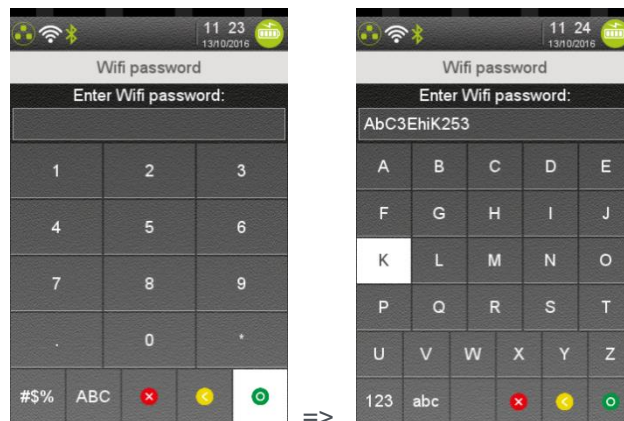 11 23
13/10/2016
Wifi password
Enter Wifi password:
1 2 3
4 5 6
7 8 9
. 0 *
#$% ABC
=>
11 24
13/10/2016
Wifi password
Enter Wifi password:
AbC3EhiK253
A B C D E
F G H I J
K L M N O
P Q R S T
U V W X Y Z
123 abc